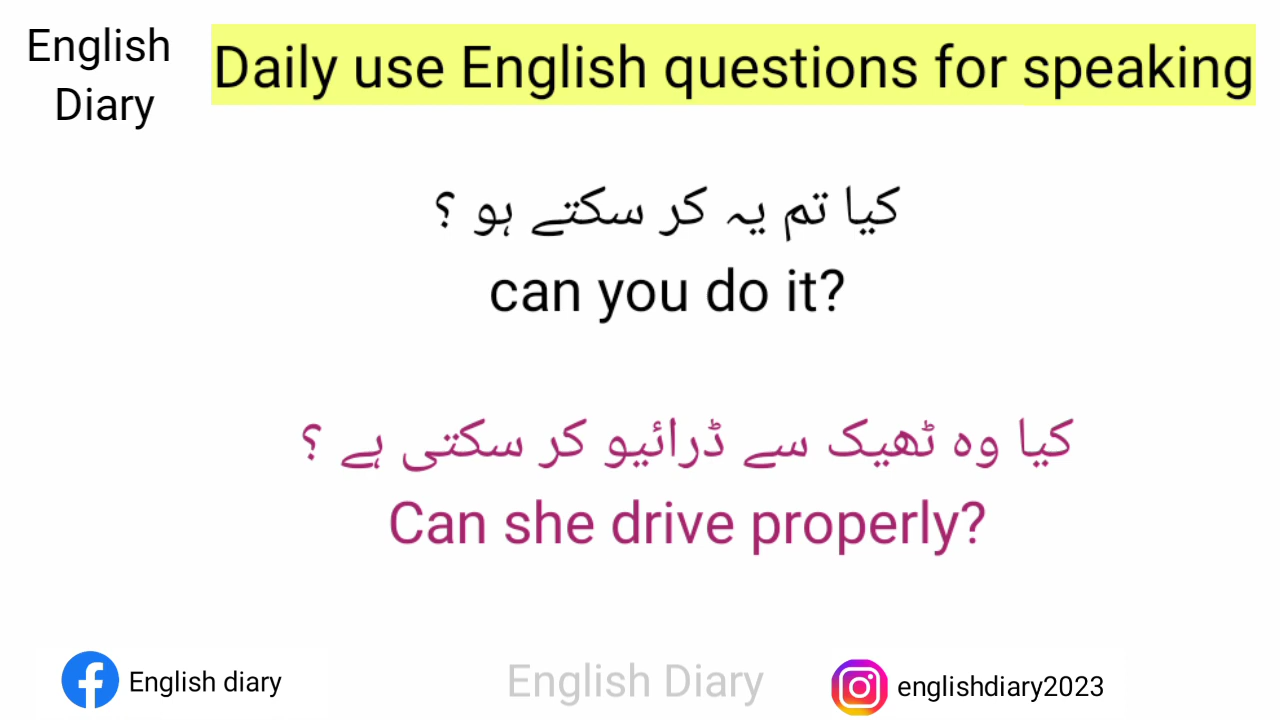 English
Diary
Daily use English questions for speaking
کیا تم یہ کر سکتے ہو ؟
can you do it?
کیا وہ ٹھیک سے ڈرائیو کر سکتی ہے ؟
Can she drive properly?
English diary
English Diary
englishdiary2023